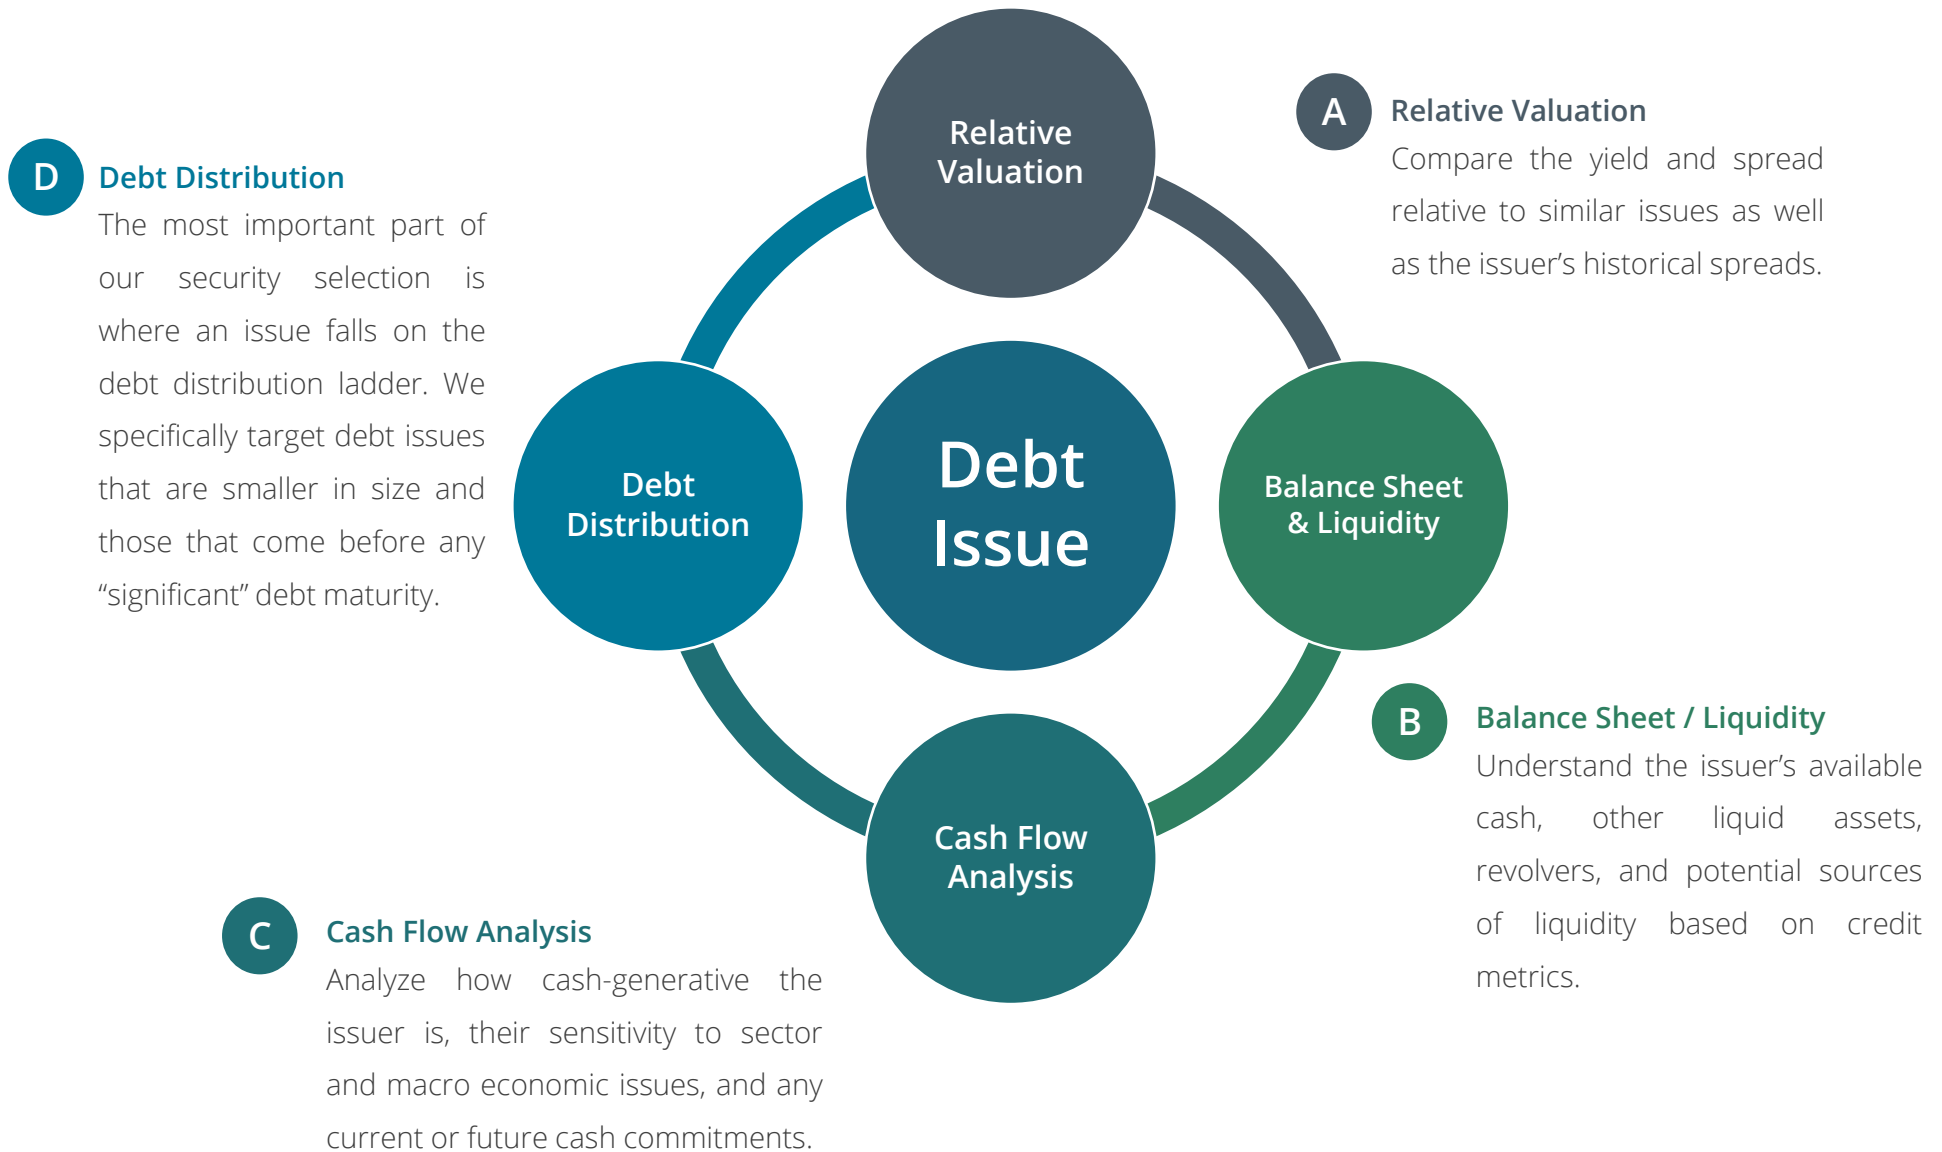 Relative
Valuation
A
Relative Valuation
Compare the yield and spread
relative to similar issues as well
as the issuer’s historical spreads.
D
Debt Distribution
The most important part of
our security selection is
where an issue falls on the
debt distribution ladder. We
specifically target debt issues
that are smaller in size and
those that come before any
“significant” debt maturity.
Debt
Distribution
Debt
Issue
Balance Sheet
& Liquidity
B
Balance Sheet / Liquidity
Understand the issuer’s available
cash, other liquid assets,
revolvers, and potential sources
of liquidity based on credit
metrics.
Cash Flow
Analysis
C
Cash Flow Analysis
Analyze how cash-generative the
issuer is, their sensitivity to sector
and macro economic issues, and any
current or future cash commitments.